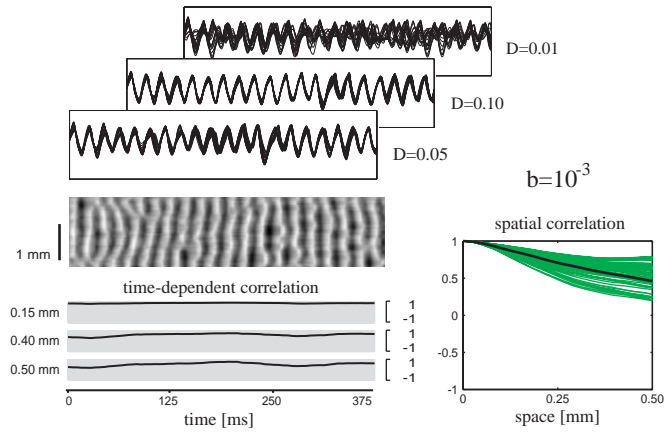 D=0.01
D=0.10
D=0.05
b=10^-3
1 mm
spatial correlation
1
0.5
0
-0.5
-1
0 0.25 0.50
space [mm]
time-dependent correlation
0.15 mm 1 -1
0.40 mm 1 -1
0.50 mm 1 -1
0 125 250 375
time [ms]